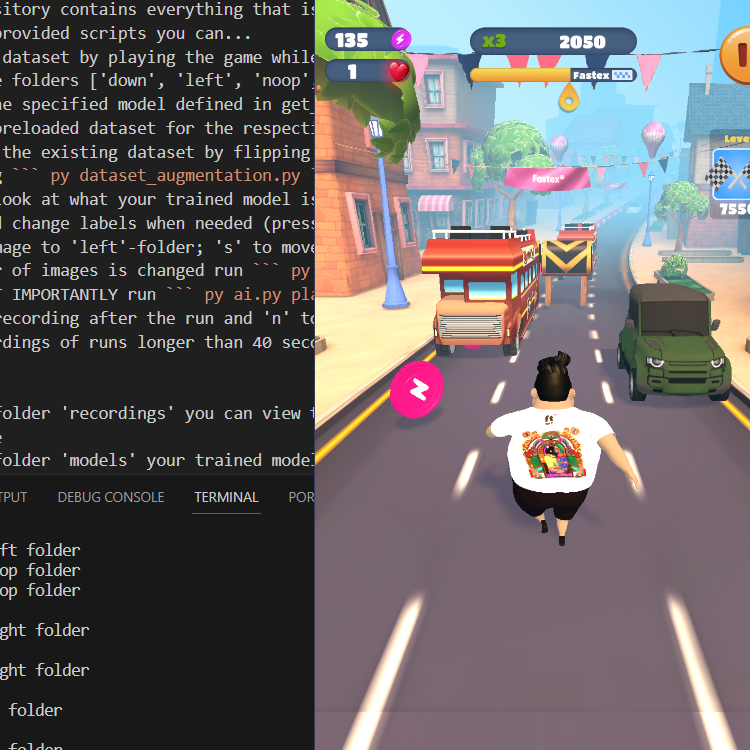 sitory contains everything that is
provided scripts you can...
dataset by playing the game while
e folders ['down', 'left', 'noop',
he specified model defined in get_
preloaded dataset for the respecti
the existing dataset by flipping
g ``` py dataset_augmentation.py `
look at what your trained model is
d change labels when needed (press
mage to 'left'-folder; 's' to move
r of images is changed run ``` py
T IMPORTANTLY run ``` py ai.py pla
recording after the run and 'n' to
rdings of runs longer than 40 seco
folder 'recordings' you can view t
e
folder 'models' your trained model
TPUT DEBUG CONSOLE TERMINAL POR
ft folder
op folder
op folder
ght folder
ght folder
folder
folder
135
x3 2050
1
Fastex
Fastex
Leve
7550
Z